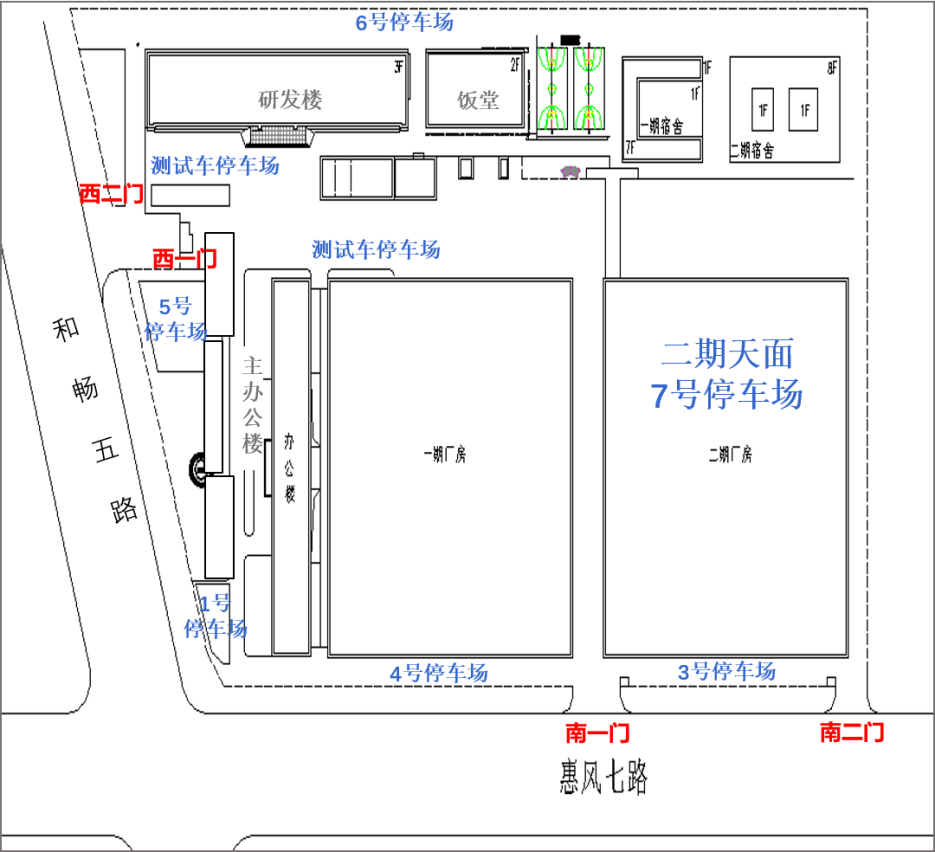 6号停车场
3F
2F
研发楼
饭堂
1F
1F
一期宿舍
7F
8F
1F
1F
二期宿舍
测试车停车场
西二门
西一门
测试车停车场
5号
停车场
和畅五路
主办公楼
办公楼
一期厂房
二期天面
7号停车场
二期厂房
1号
停车场
4号停车场
3号停车场
南一门
南二门
惠风七路